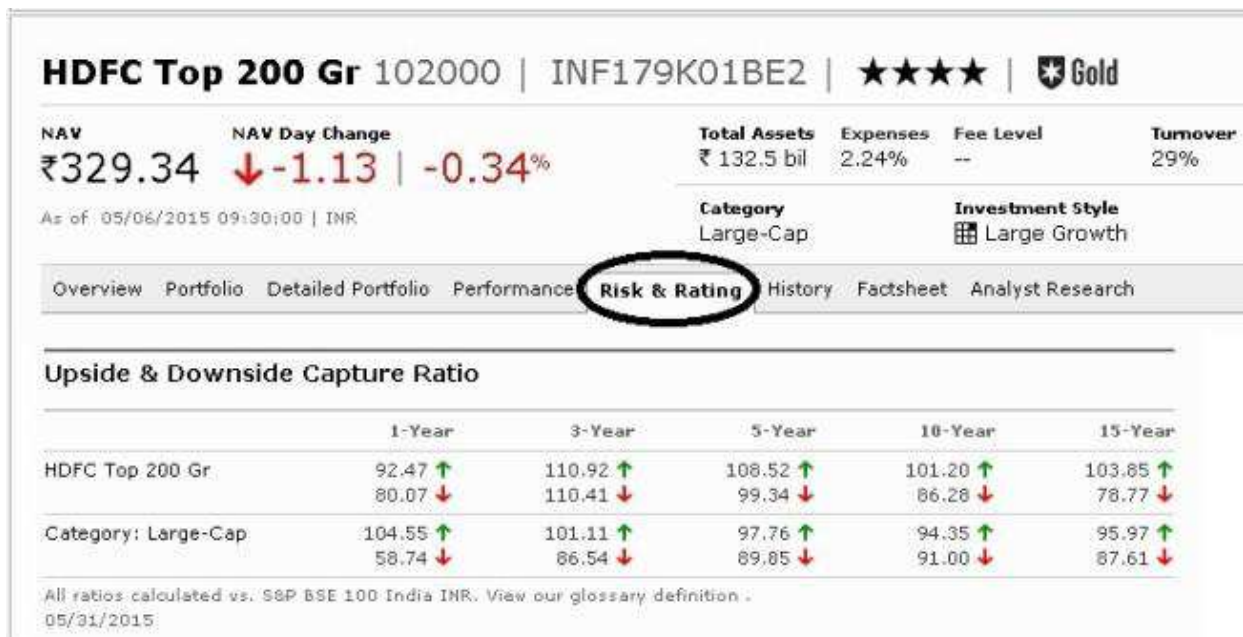 HDFC Top 200 Gr 102000 | INF179K01BE2 | ★★★★ | Gold
NAV NAV Day Change Total Assets Expenses Fee Level Turnover
₹329.34 ↓-1.13 | -0.34% ₹ 132.5 bil 2.24% -- 29%
As of 05/06/2015 09:30:00 | INR
Category Investment Style
Large-Cap Large Growth
Overview Portfolio Detailed Portfolio Performance Risk & Rating History Factsheet Analyst Research
Upside & Downside Capture Ratio
1-Year 3-Year 5-Year 10-Year 15-Year
HDFC Top 200 Gr 92.47 ↑ 110.92 ↑ 108.52 ↑ 101.20 ↑ 103.85 ↑
80.07 ↓ 110.41 ↓ 99.34 ↓ 86.28 ↓ 78.77 ↓
Category: Large-Cap 104.55 ↑ 101.11 ↑ 97.76 ↑ 94.35 ↑ 95.97 ↑
58.74 ↓ 86.54 ↓ 89.85 ↓ 91.00 ↓ 87.61 ↓
All ratios calculated vs. S&P BSE 100 India INR. View our glossary definition .
05/31/2015